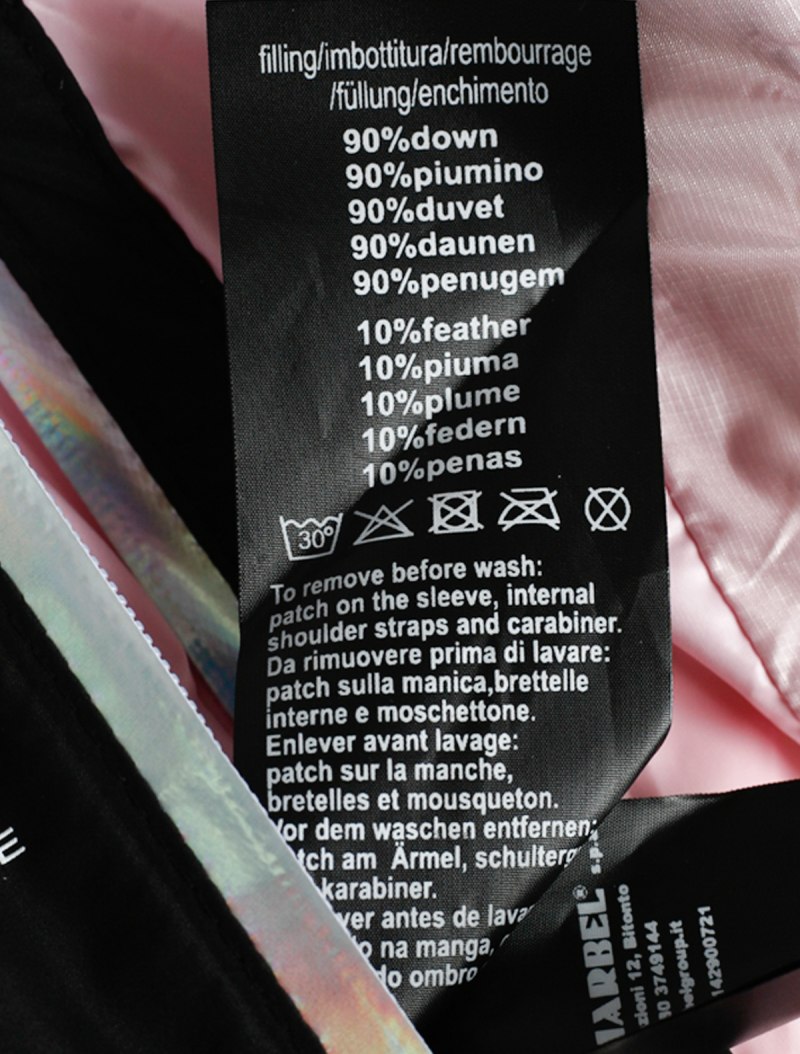 filling/imbottitura/rembourrage
/füllung/enchimento
90%down
90%piumino
90%duvet
90%daunen
90%penugem
10%feather
10%piuma
10%plume
10%federn
10%penas
30°
To remove before wash:
patch on the sleeve, internal
shoulder straps and carabiner.
Da rimuovere prima di lavare:
patch sulla manica,brettelle
interne e moschettone.
Enlever avant lavage:
patch sur la manche,
bretelles et mousqueton.
Vor dem waschen entfernen:
am Ärmel,
karabiner.
antes de
na manga,
ombro
s.p.a.
12, Bitonto
3749144
E